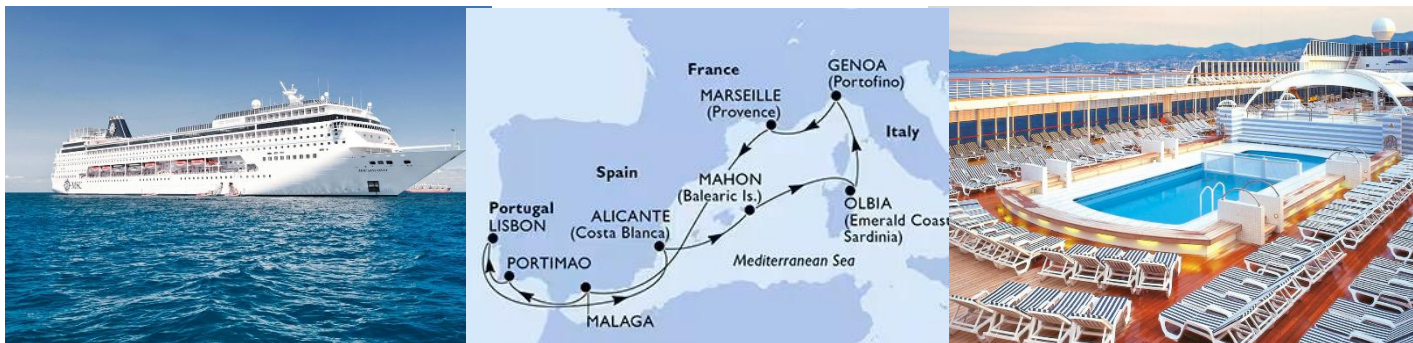 MSC
France
GENOA
(Portofino)
MARSEILLE
(Provence)
Italy
Spain
MAHON
(Balearic Is.)
OLBIA
(Emerald Coast
Sardinia)
Portugal
LISBON
ALICANTE
(Costa Blanca)
Mediterranean Sea
PORTIMAO
MALAGA